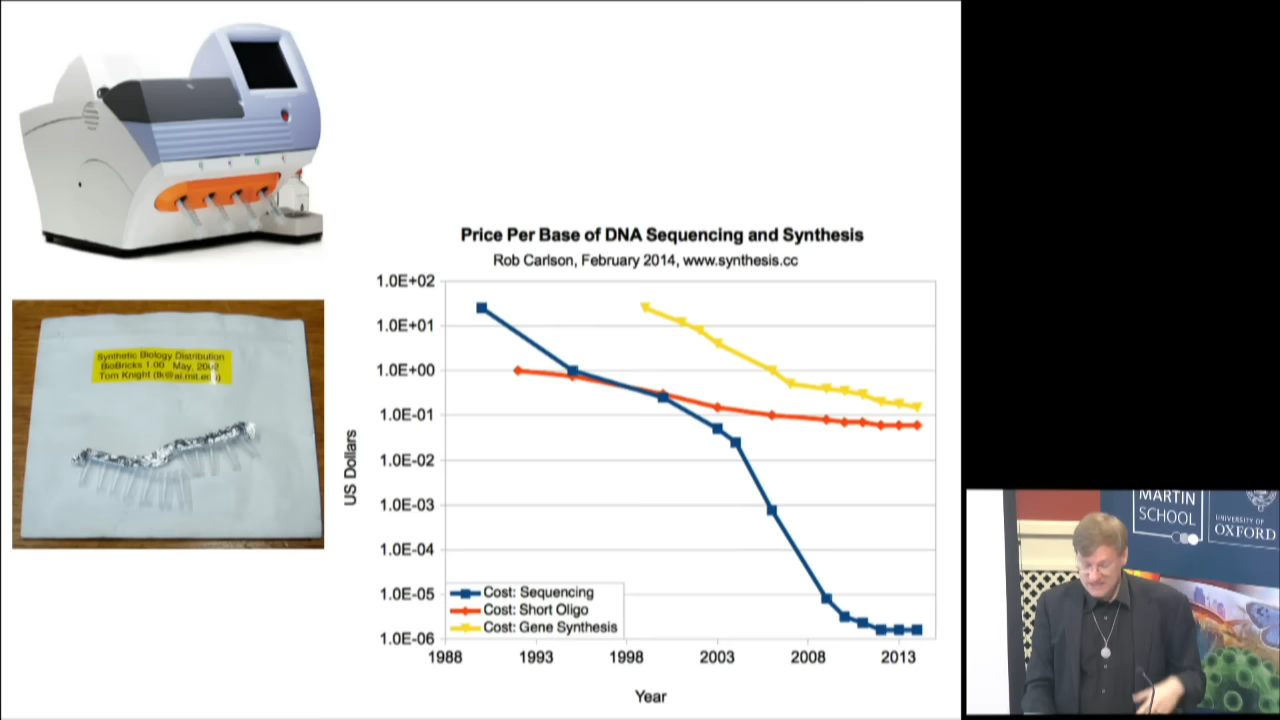 Synthetic Biology Distribution
BioBricks 1.00 May, 2002
Tom Knight (tk@ai.mit.edu)
Price Per Base of DNA Sequencing and Synthesis
Rob Carlson, February 2014, www.synthesis.cc
US Dollars
1.0E+02
1.0E+01
1.0E+00
1.0E-01
1.0E-02
1.0E-03
1.0E-04
1.0E-05
1.0E-06
Cost: Sequencing
Cost: Short Oligo
Cost: Gene Synthesis
1988 1993 1998 2003 2008 2013
Year
MARTIN
SCHOOL
UNIVERSITY OF
OXFORD